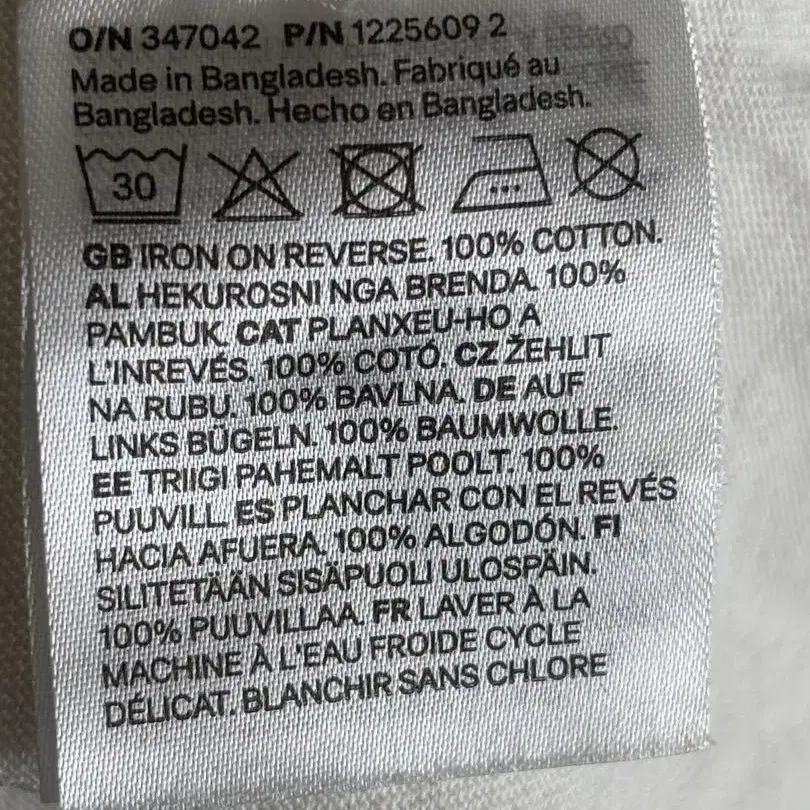 O/N 347042 P/N 1225609 2
Made in Bangladesh. Fabriqué au
Bangladesh. Hecho en Bangladesh.
30
GB IRON ON REVERSE. 100% COTTON.
AL HEKUROSNI NGA BRENDA. 100%
PAMBUK. CAT PLANXEU-HO A
L'INREVÉS. 100% COTÓ. CZ ŽEHLIT
NA RUBU. 100% BAVLNA. DE AUF
LINKS BÜGELN. 100% BAUMWOLLE.
EE TRIIGI PAHEMALT POOLT. 100%
PUUVILL. ES PLANCHAR CON EL REVÉS
HACIA AFUERA. 100% ALGODÓN. FI
SILITETÄÄN SISÄPUOLI ULOSPÄIN.
100% PUUVILLAA. FR LAVER À LA
MACHINE À L'EAU FROIDE CYCLE
DÉLICAT. BLANCHIR SANS CHLORE